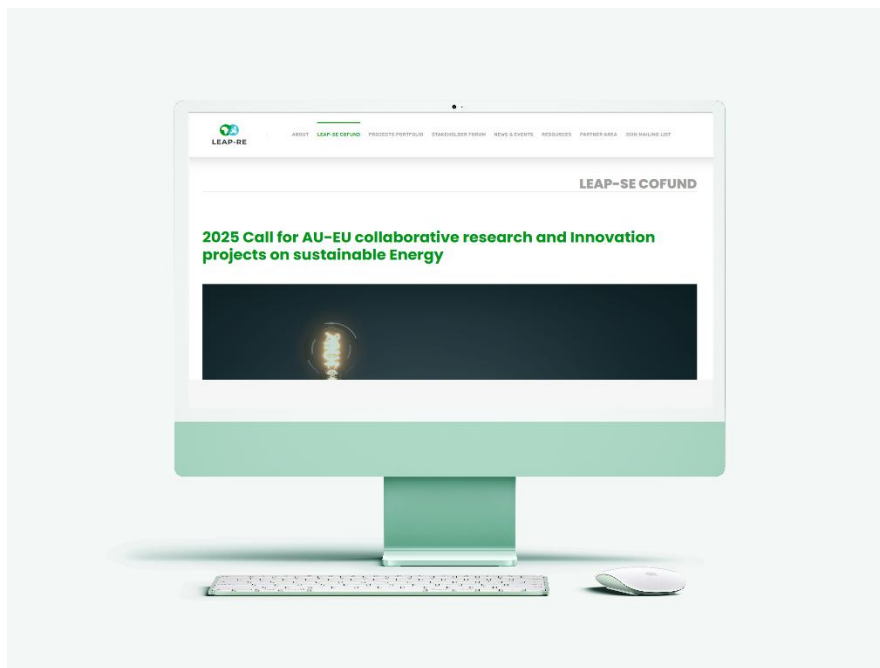 LEAP-RE
ABOUT LEAP-SE COFUND PROJECTS PORTFOLIO STAKEHOLDER FORUM NEWS & EVENTS RESOURCES PARTNER AREA JOIN MAILING LIST
LEAP-SE COFUND
2025 Call for AU-EU collaborative research and Innovation
projects on sustainable Energy